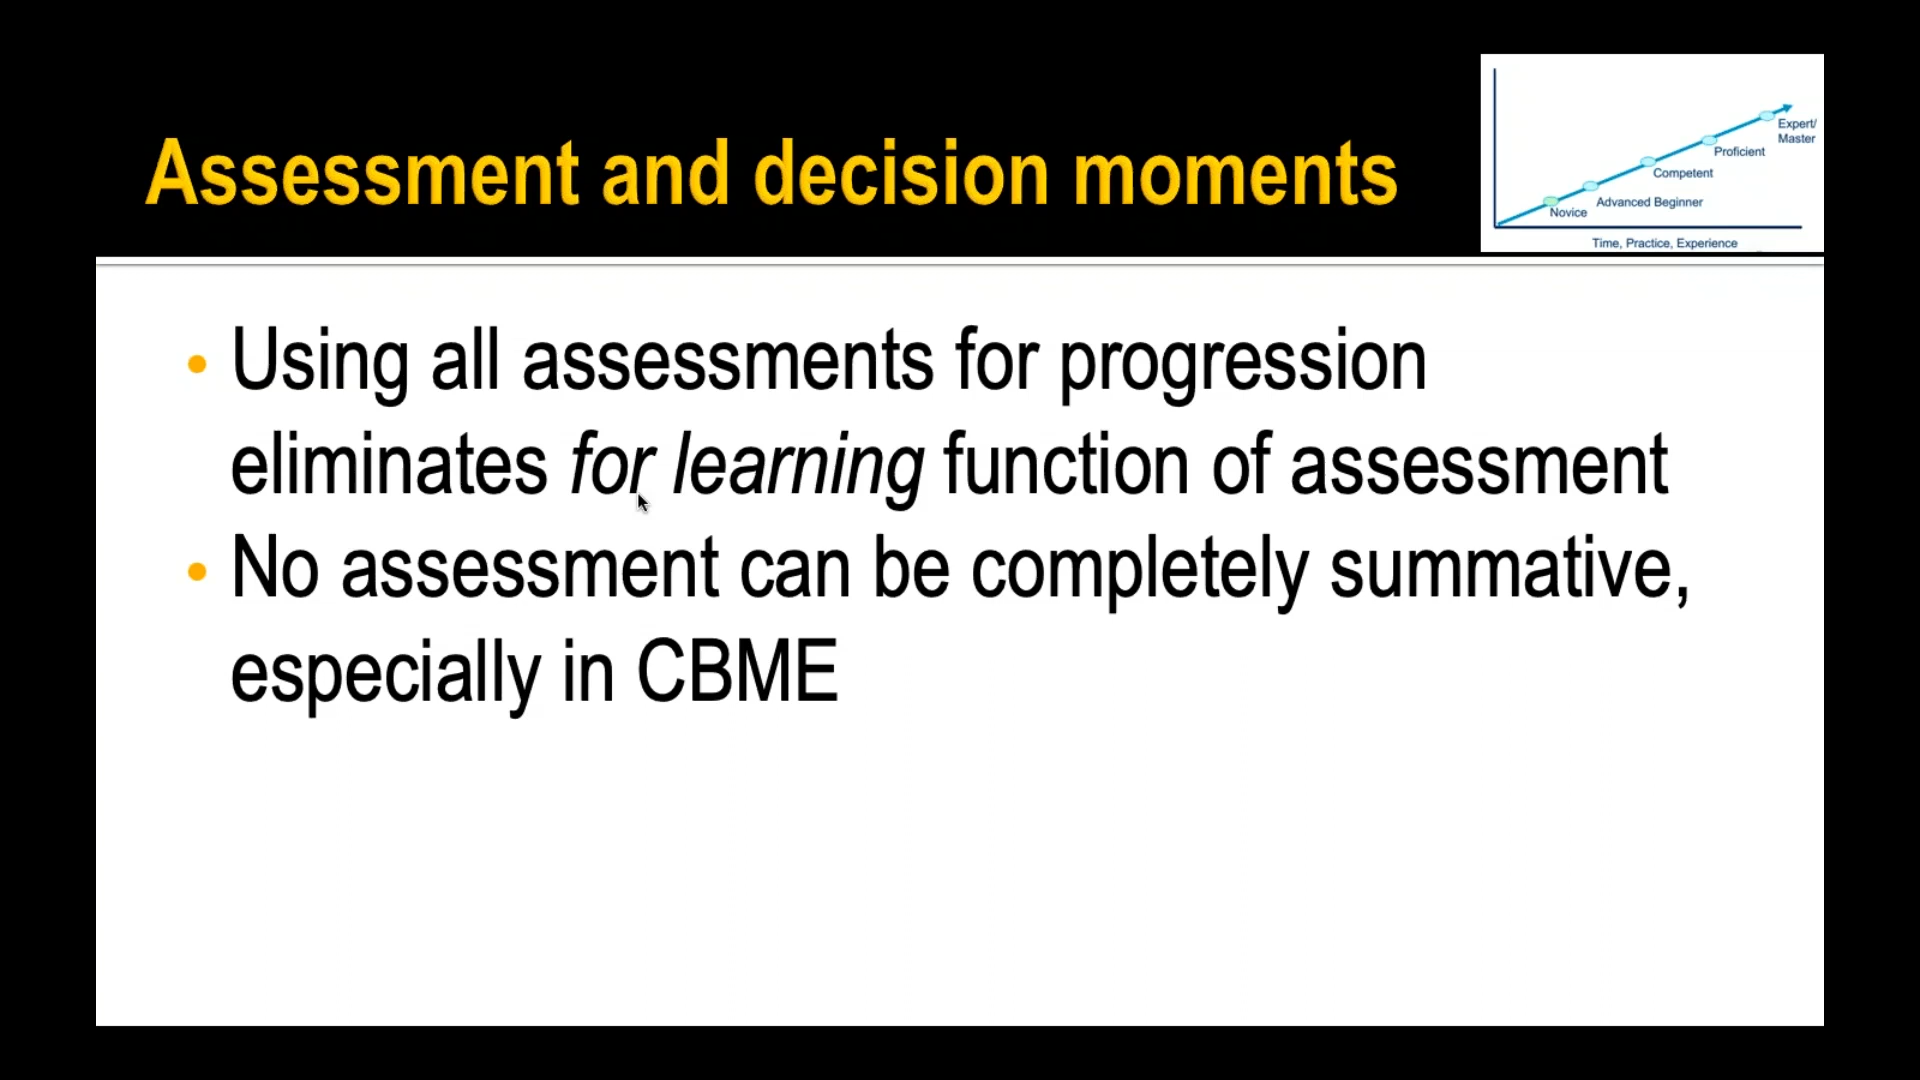 Assessment and decision moments
Expert/
Master
Proficient
Competent
Advanced Beginner
Novice
Time, Practice, Experience
• Using all assessments for progression
eliminates for learning function of assessment
• No assessment can be completely summative,
especially in CBME